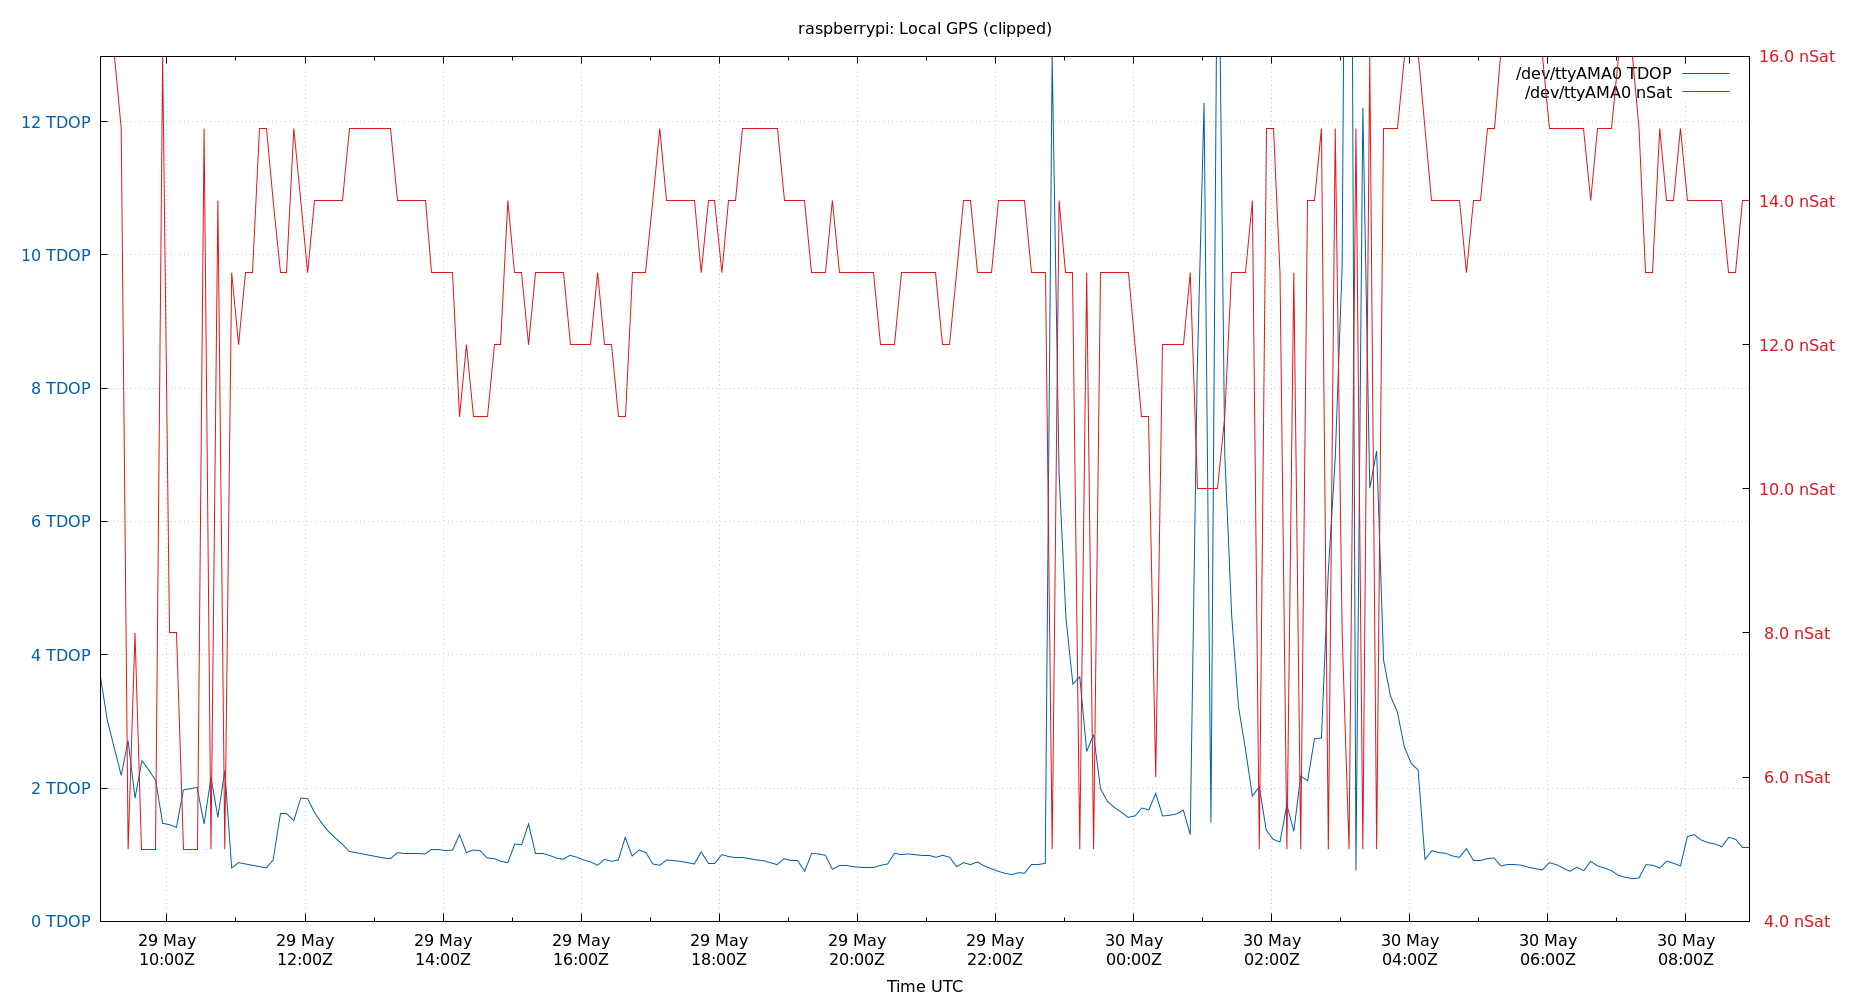 raspberrypi: Local GPS (clipped)
16.0 nSat
/dev/ttyAMA0 TDOP
/dev/ttyAMA0 nSat
12 TDOP
14.0 nSat
10 TDOP
12.0 nSat
8 TDOP
10.0 nSat
6 TDOP
8.0 nSat
4 TDOP
6.0 nSat
2 TDOP
0 TDOP
4.0 nSat
29 May 29 May 29 May 29 May 29 May 29 May 29 May 30 May 30 May 30 May 30 May 30 May
10:00Z 12:00Z 14:00Z 16:00Z 18:00Z 20:00Z 22:00Z 00:00Z 02:00Z 04:00Z 06:00Z 08:00Z
Time UTC